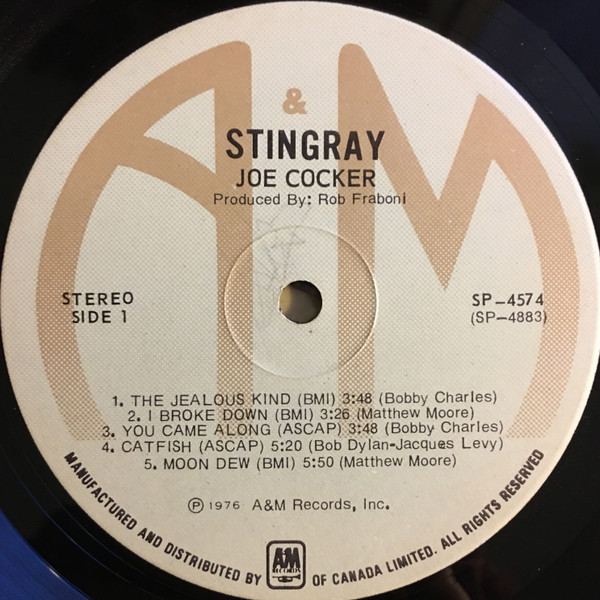 &
STINGRAY
JOE COCKER
Produced By: Rob Fraboni
STEREO
SIDE 1
SP-4574
(SP-4883)
1. THE JEALOUS KIND (BMI) 3:48 (Bobby Charles)
2. I BROKE DOWN (BMI) 3:26 (Matthew Moore)
3. YOU CAME ALONG (ASCAP) 3:48 (Bobby Charles)
4. CATFISH (ASCAP) 5:20 (Bob Dylan-Jacques Levy)
5. MOON DEW (BMI) 5:50 (Matthew Moore)
Ⓟ 1976 A&M Records, Inc.
MANUFACTURED AND DISTRIBUTED BY A&M RECORDS OF CANADA LIMITED. ALL RIGHTS RESERVED